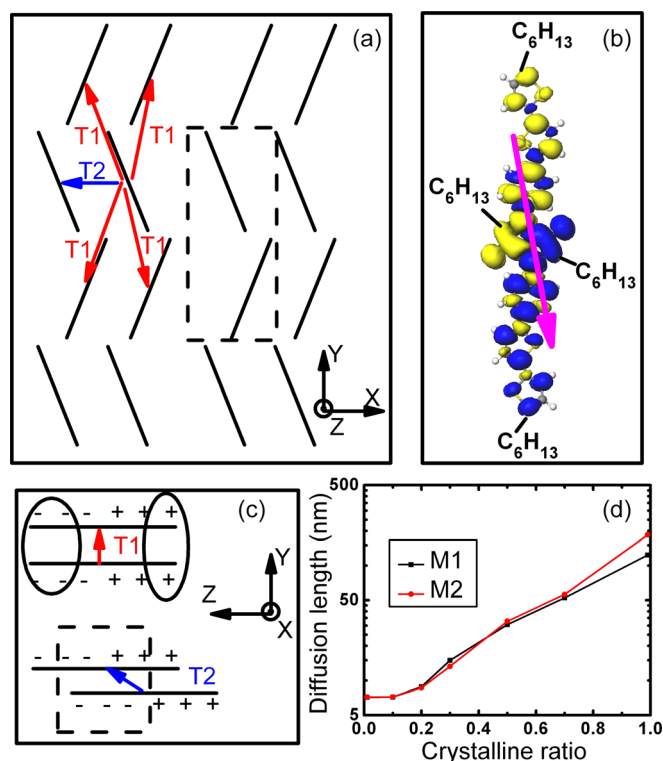 (a)
T1
T1
T2
T1
T1
Y
X
Z
(b)
C₆H₁₃
C₆H₁₃
C₆H₁₃
C₆H₁₃
(c)
- - - + + +
T1
- - - + + +
Y
Z
X
- - - + + +
T2
- - - + + +
(d)
Diffusion length (nm)
500
50
5
M1
M2
0.0 0.2 0.4 0.6 0.8 1.0
Crystalline ratio